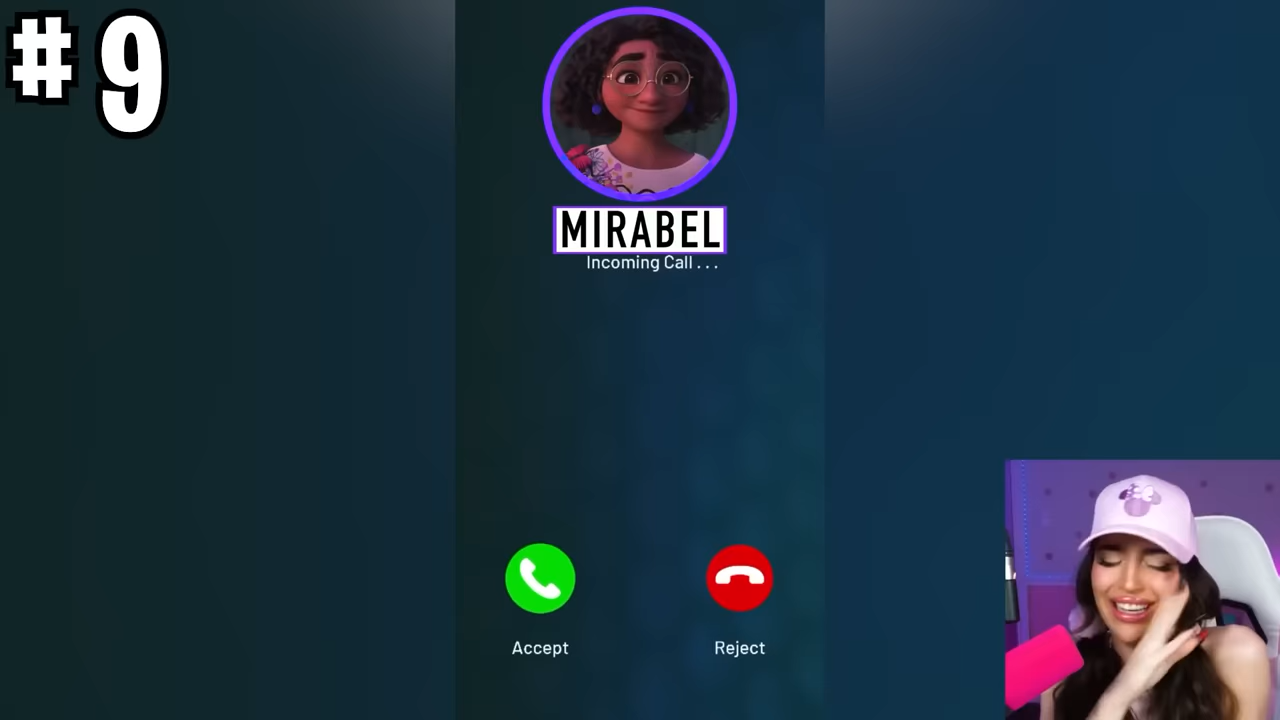 #9
MIRABEL
Incoming Call . . .
Accept
Reject